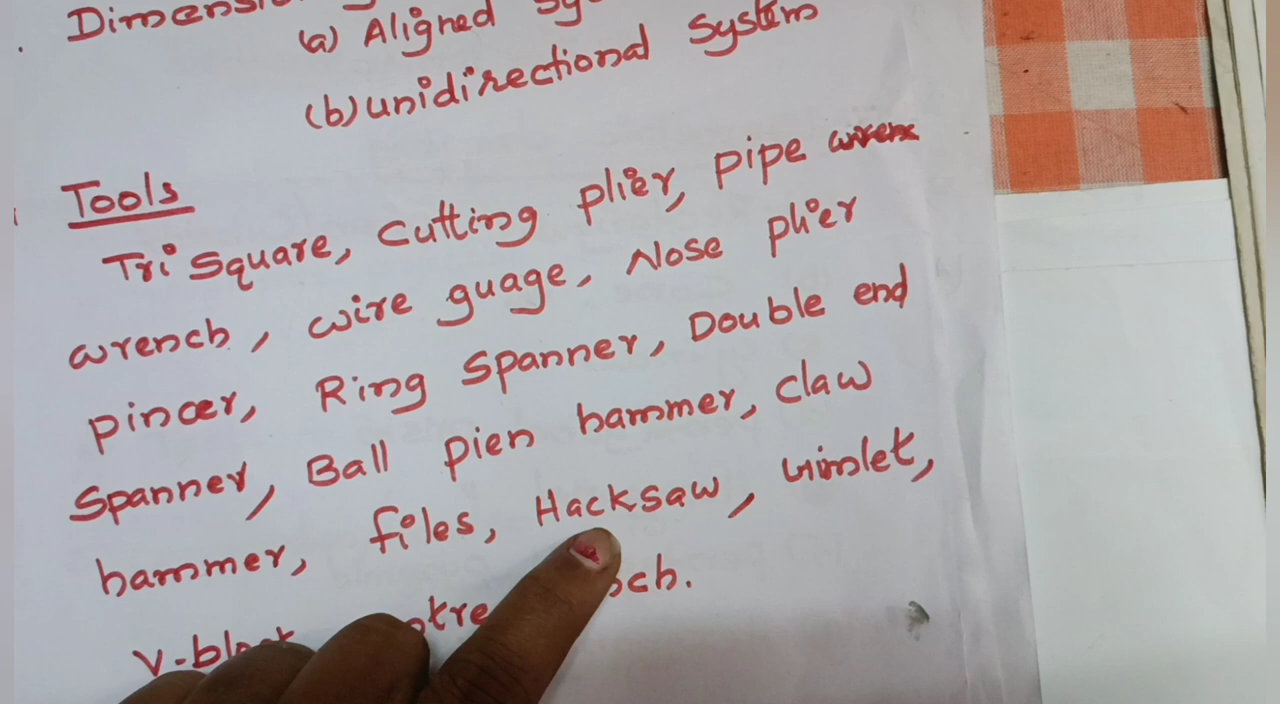 (a) Aligned
(b) unidirectional System
Tools
Tri Square, Cutting plier, pipe
wrench, wire guage, Nose plier
pincer, Ring Spanner, Double end
Spanner, Ball pien hammer, claw
hammer, files, Hacksaw, Gimlet,